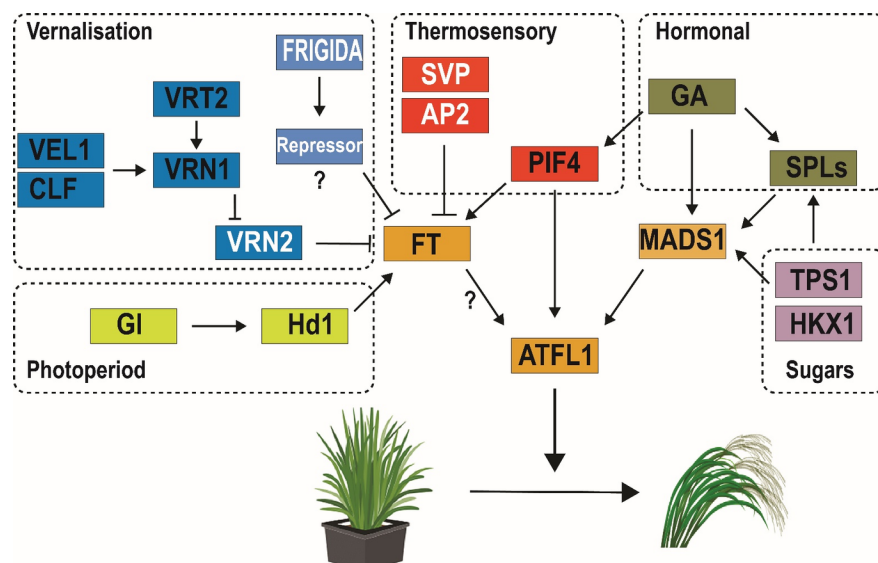 Vernalisation
FRIGIDA
VRT2
Repressor
?
VEL1
CLF
VRN1
VRN2
Thermosensory
SVP
AP2
PIF4
Hormonal
GA
SPLs
FT
MADS1
TPS1
HKX1
Sugars
GI
Hd1
Photoperiod
?
ATFL1